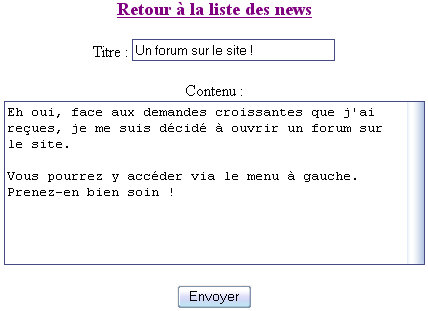 Retour à la liste des news
Titre : Un forum sur le site !
Contenu :
Eh oui, face aux demandes croissantes que j'ai
reçues, je me suis décidé à ouvrir un forum sur
le site.
Vous pourrez y accéder via le menu à gauche.
Prenez-en bien soin !
Envoyer